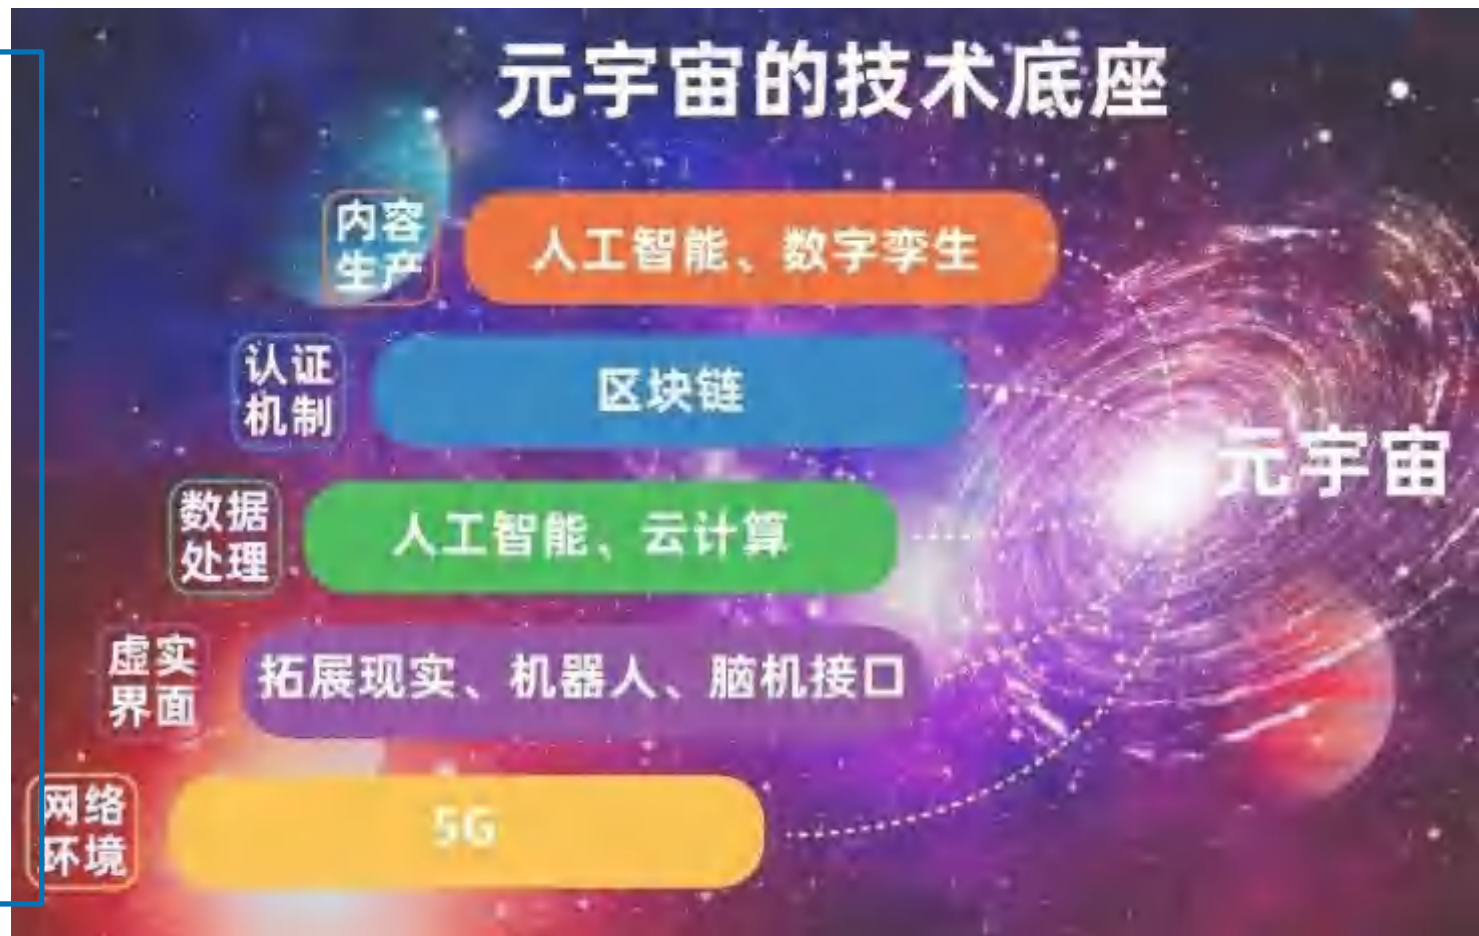 元宇宙的技术底座
内容
生产
人工智能、数字孪生
认证
机制
区块链
元宇宙
数据
处理
人工智能、云计算
虚实
界面
拓展现实、机器人、脑机接口
网络
环境
5G